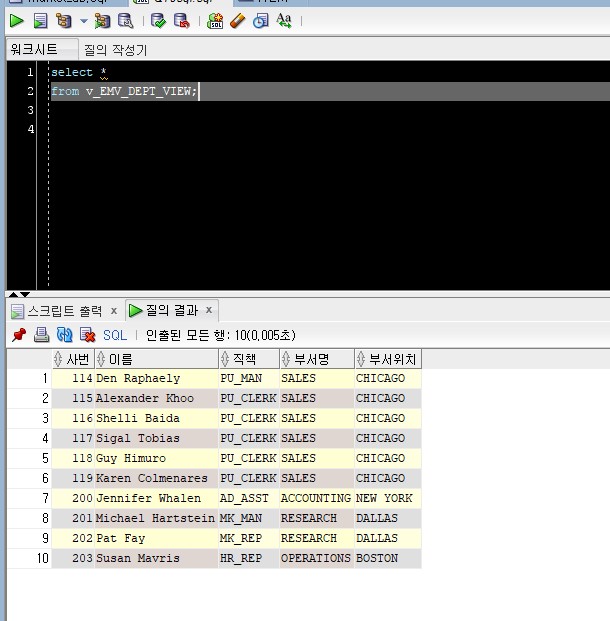 워크시트 질의 작성기
1 select *
2 from v_EMV_DEPT_VIEW;
3
4
스크립트 출력 x 질의 결과 x
SQL | 인출된 모든 행: 10(0,005초)
사번 이름 직책 부서명 부서위치
1 114 Den Raphaely PU_MAN SALES CHICAGO
2 115 Alexander Khoo PU_CLERK SALES CHICAGO
3 116 Shelli Baida PU_CLERK SALES CHICAGO
4 117 Sigal Tobias PU_CLERK SALES CHICAGO
5 118 Guy Himuro PU_CLERK SALES CHICAGO
6 119 Karen Colmenares PU_CLERK SALES CHICAGO
7 200 Jennifer Whalen AD_ASST ACCOUNTING NEW YORK
8 201 Michael Hartstein MK_MAN RESEARCH DALLAS
9 202 Pat Fay MK_REP RESEARCH DALLAS
10 203 Susan Mavris HR_REP OPERATIONS BOSTON